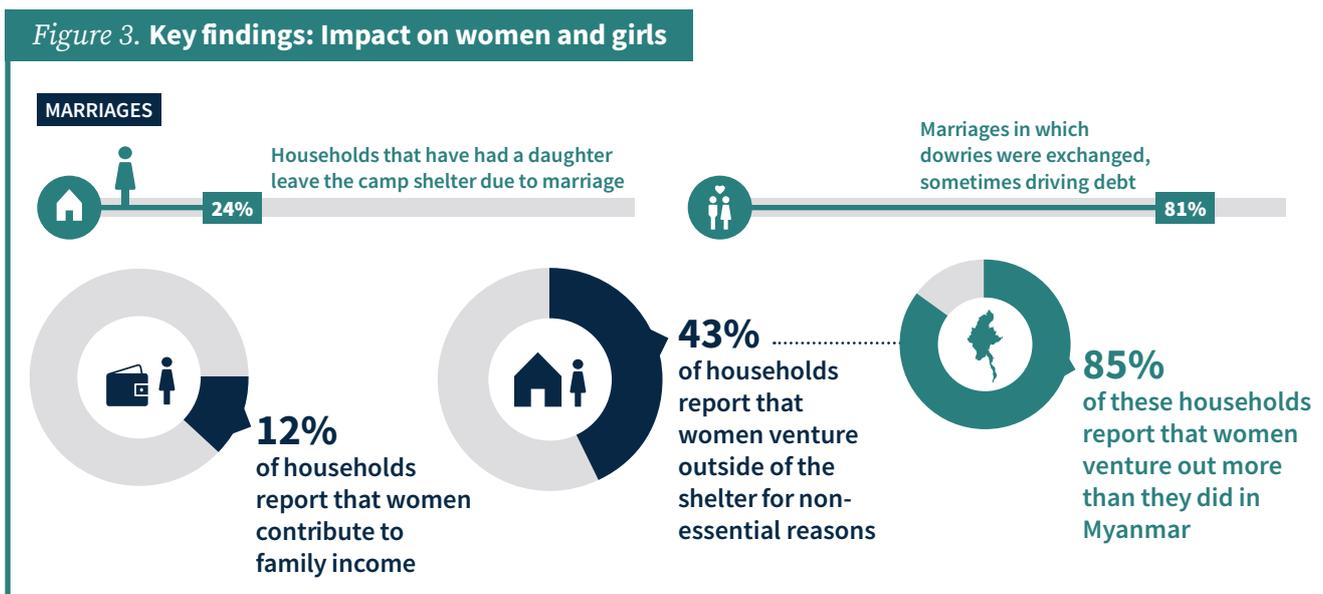 Figure 3. Key findings: Impact on women and girls
MARRIAGES
Households that have had a daughter
leave the camp shelter due to marriage
24%
Marriages in which
dowries were exchanged,
sometimes driving debt
81%
12%
of households
report that women
contribute to
family income
43%
of households
report that
women venture
outside of the
shelter for non-
essential reasons
85%
of these households
report that women
venture out more
than they did in
Myanmar